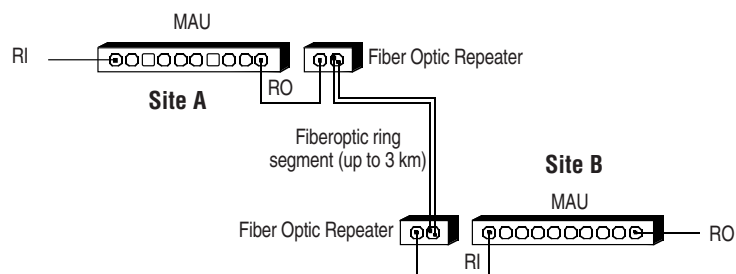 MAU
RI
Fiber Optic Repeater
RO
Site A
Fiberoptic ring
segment (up to 3 km)
Site B
MAU
Fiber Optic Repeater
RO
RI